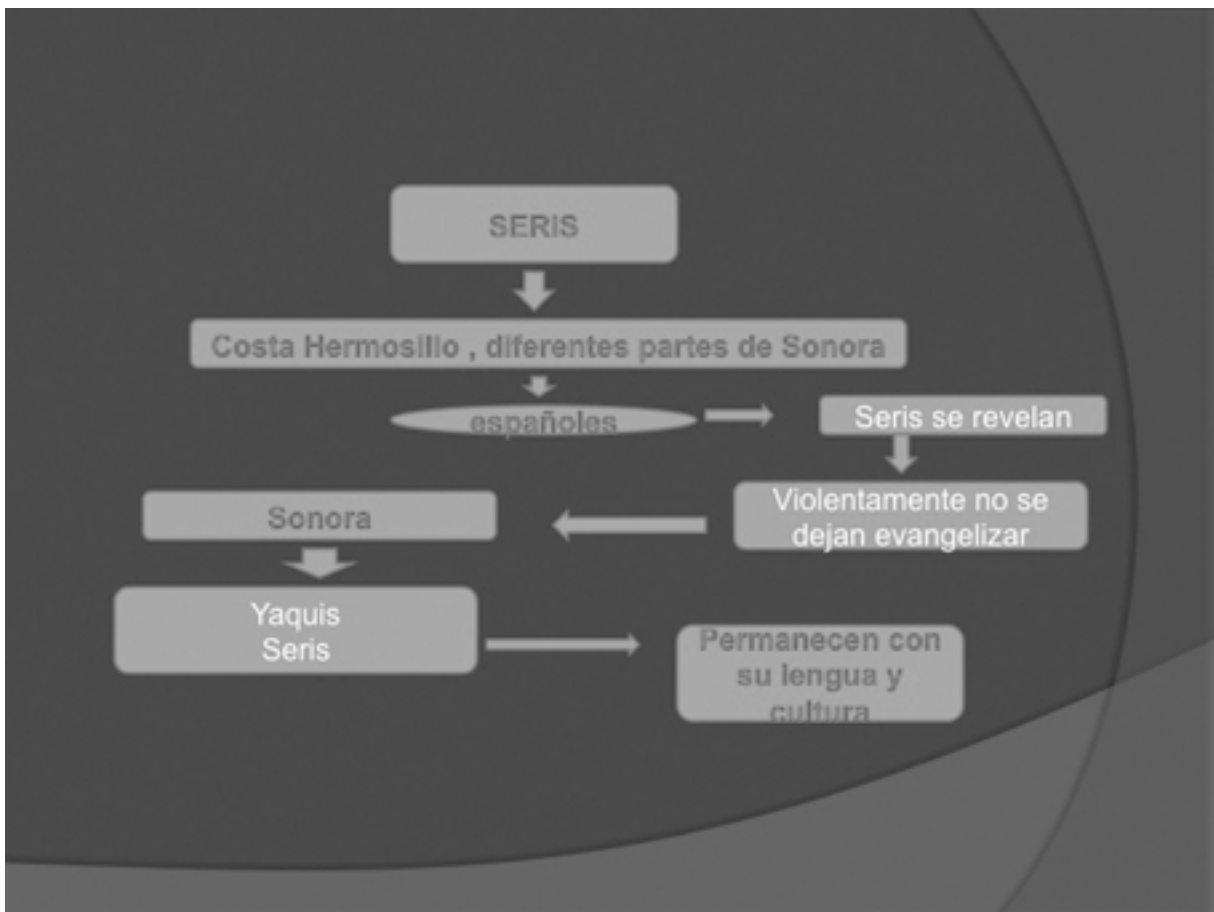 SERIS
Costa Hermosillo , diferentes partes de Sonora
españoles
Seris se revelan
Violentamente no se
dejan evangelizar
Sonora
Yaquis
Seris
Permanecen con
su lengua y
cultura